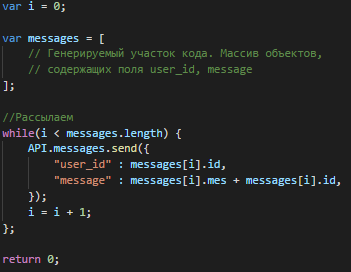 var i = 0;
var messages = [
// Генерируемый участок кода. Массив объектов,
// содержащих поля user_id, message
];
//Рассылаем
while(i < messages.length) {
API.messages.send({
"user_id" : messages[i].id,
"message" : messages[i].mes + messages[i].id,
});
i = i + 1;
};
return 0;